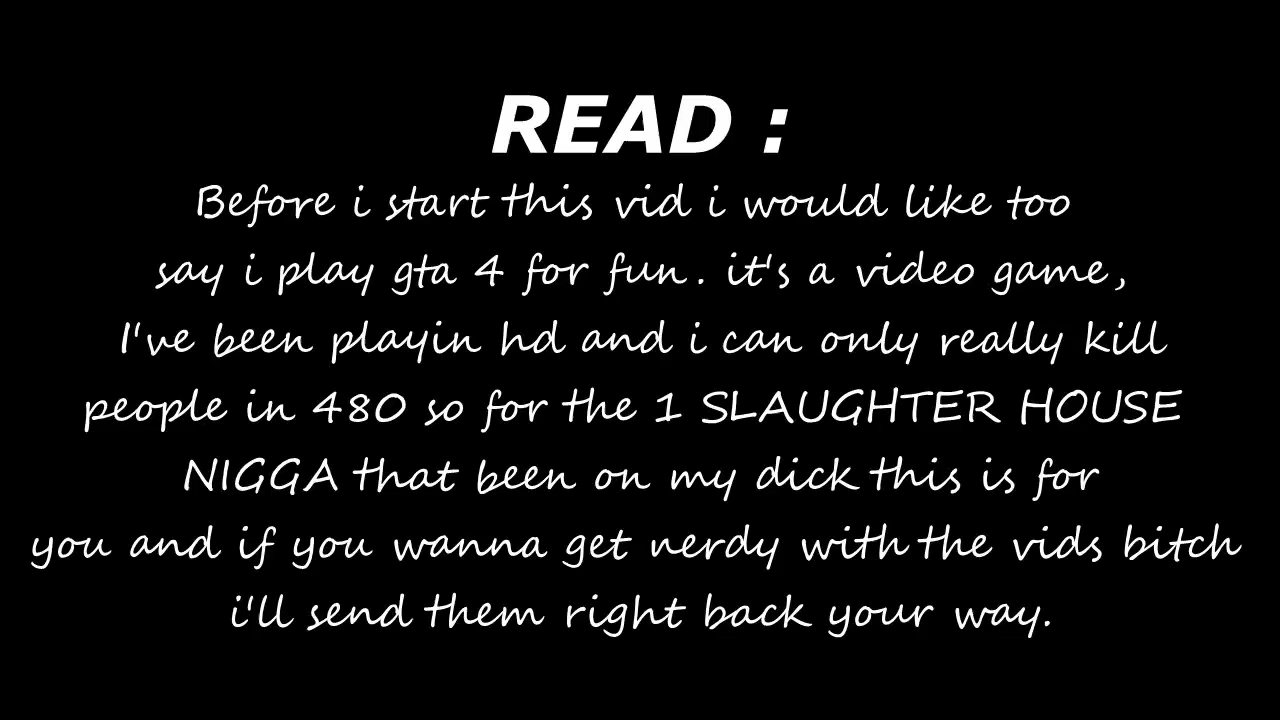 READ :
Before i start this vid i would like too
say i play gta 4 for fun. it's a video game,
I've been playin hd and i can only really kill
people in 480 so for the 1 SLAUGHTER HOUSE
NIGGA that been on my dick this is for
you and if you wanna get nerdy with the vids bitch
i'll send them right back your way.